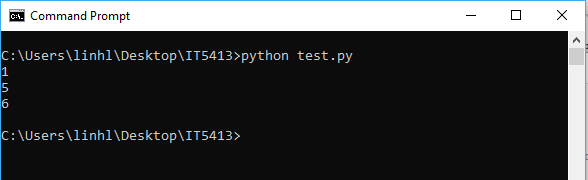 Command Prompt
C:\Users\linhl\Desktop\IT5413>python test.py
1
5
6
C:\Users\linhl\Desktop\IT5413>